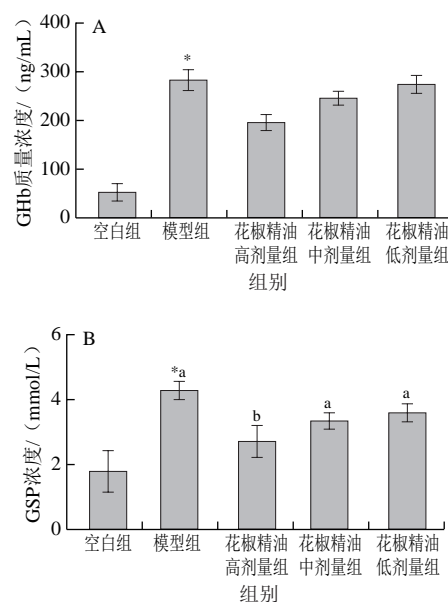 A
400
300
200
100
0
GHb质量浓度/（ng/mL）
*
空白组 模型组 花椒精油 花椒精油 花椒精油
高剂量组 中剂量组 低剂量组
组别
B
6
4
2
0
GSP浓度/（mmol/L）
*a
b
a
a
空白组 模型组 花椒精油 花椒精油 花椒精油
高剂量组 中剂量组 低剂量组
组别